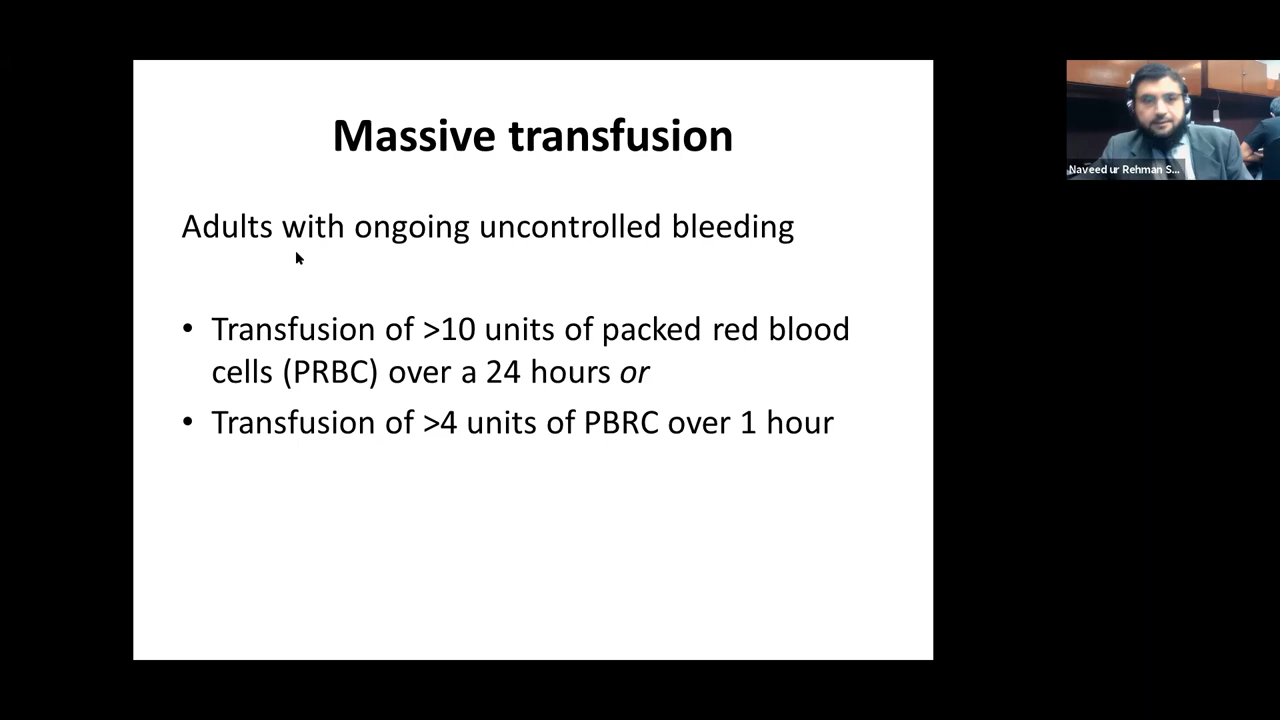 Massive transfusion
Naveed ur Rehman S...
Adults with ongoing uncontrolled bleeding
• Transfusion of >10 units of packed red blood
cells (PRBC) over a 24 hours or
• Transfusion of >4 units of PBRC over 1 hour